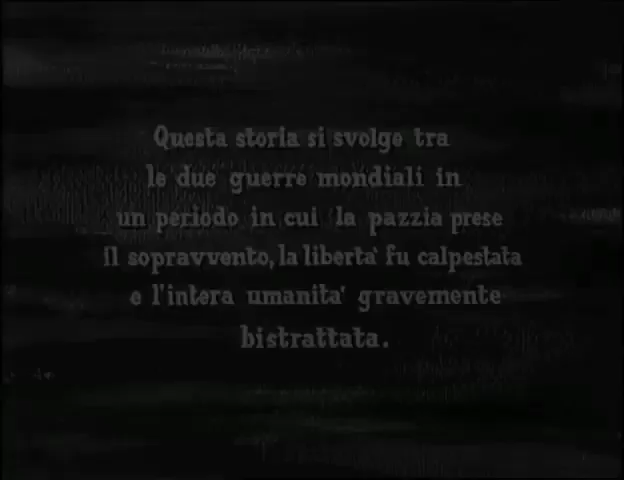 Questa storia si svolge tra
le due guerre mondiali in
un periodo in cui la pazzia prese
il sopravvento, la liberta' fu calpestata
e l'intera umanita' gravemente
bistrattata.